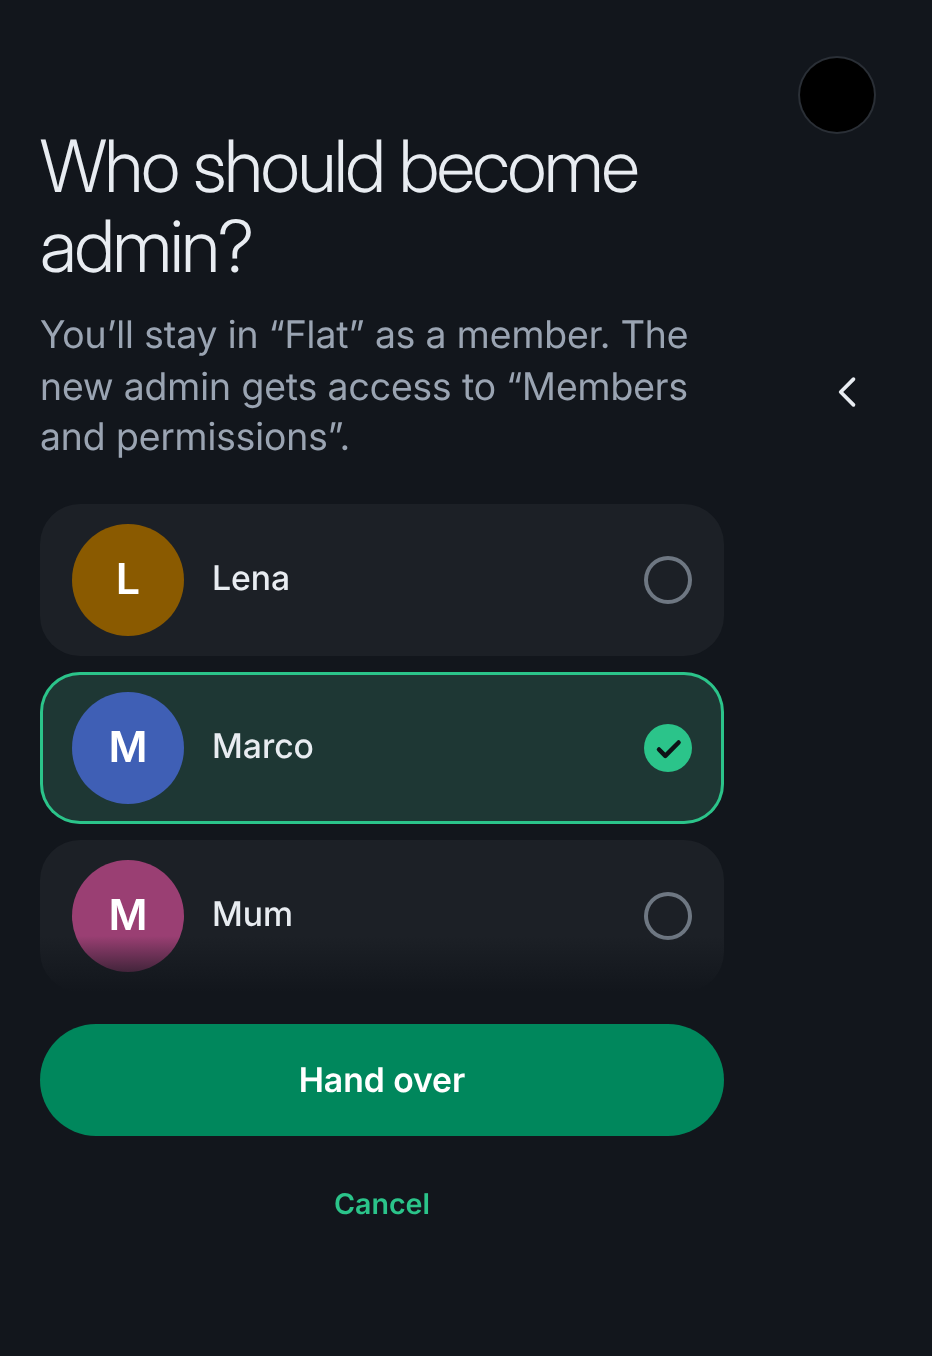 Who should become
admin?
You’ll stay in “Flat” as a member. The
new admin gets access to “Members
and permissions”.
L Lena
M Marco
M Mum
Hand over
Cancel